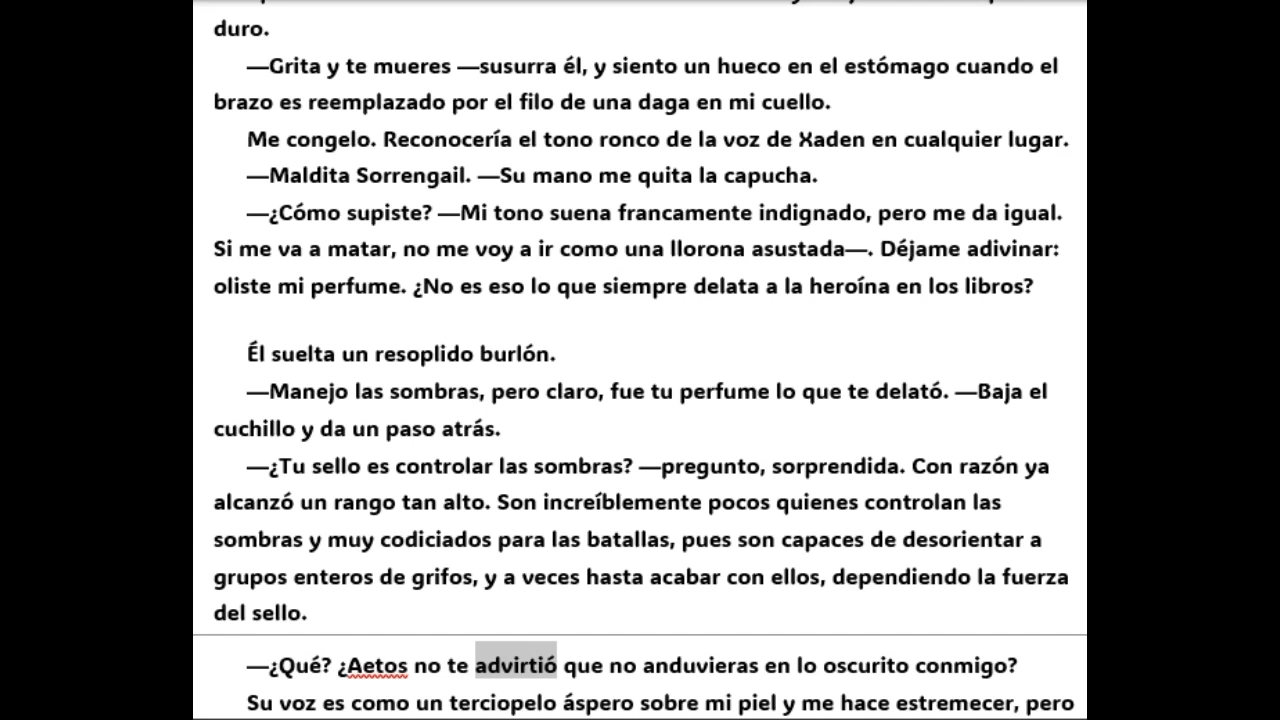 duro.
—Grita y te mueres —susurra él, y siento un hueco en el estómago cuando el
brazo es reemplazado por el filo de una daga en mi cuello.
Me congelo. Reconocería el tono ronco de la voz de Xaden en cualquier lugar.
—Maldita Sorrengail. —Su mano me quita la capucha.
—¿Cómo supiste? —Mi tono suena francamente indignado, pero me da igual.
Si me va a matar, no me voy a ir como una llorona asustada—. Déjame adivinar:
oliste mi perfume. ¿No es eso lo que siempre delata a la heroína en los libros?
Él suelta un resoplido burlón.
—Manejo las sombras, pero claro, fue tu perfume lo que te delató. —Baja el
cuchillo y da un paso atrás.
—¿Tu sello es controlar las sombras? —pregunto, sorprendida. Con razón ya
alcanzó un rango tan alto. Son increíblemente pocos quienes controlan las
sombras y muy codiciados para las batallas, pues son capaces de desorientar a
grupos enteros de grifos, y a veces hasta acabar con ellos, dependiendo la fuerza
del sello.
—¿Qué? ¿Aetos no te advirtió que no anduvieras en lo oscurito conmigo?
Su voz es como un terciopelo áspero sobre mi piel y me hace estremecer, pero